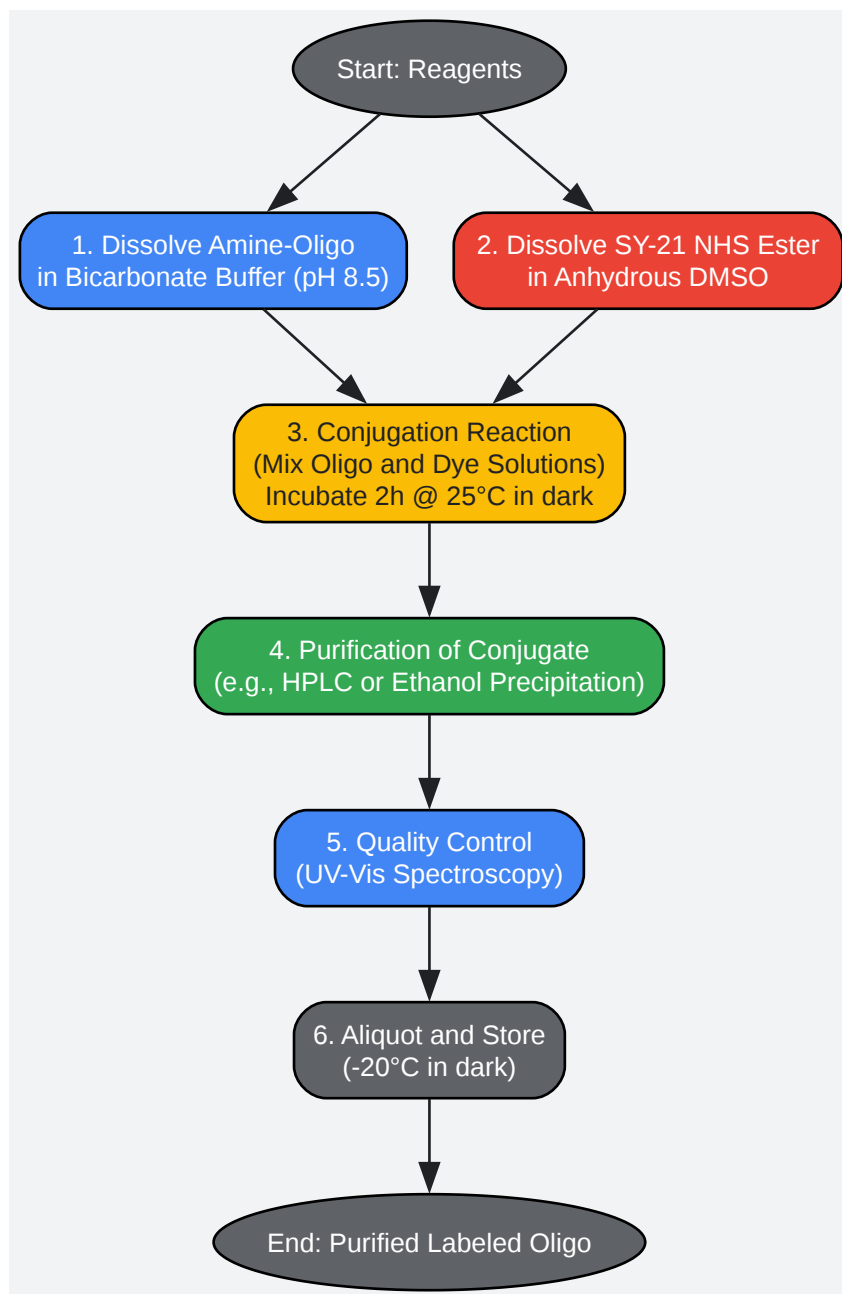 Start: Reagents
1. Dissolve Amine-Oligo
in Bicarbonate Buffer (pH 8.5)
2. Dissolve SY-21 NHS Ester
in Anhydrous DMSO
3. Conjugation Reaction
(Mix Oligo and Dye Solutions)
Incubate 2h @ 25°C in dark
4. Purification of Conjugate
(e.g., HPLC or Ethanol Precipitation)
5. Quality Control
(UV-Vis Spectroscopy)
6. Aliquot and Store
(-20°C in dark)
End: Purified Labeled Oligo